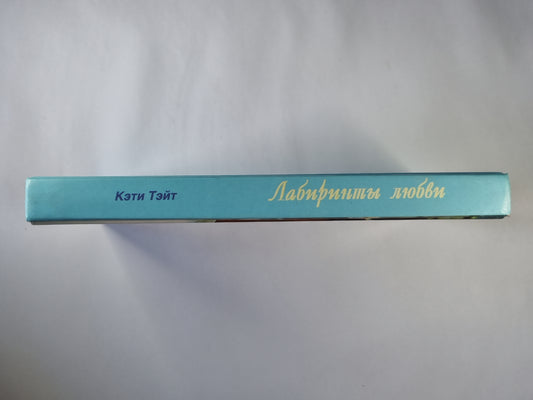 Кэти Тэйт Лабиринты любви